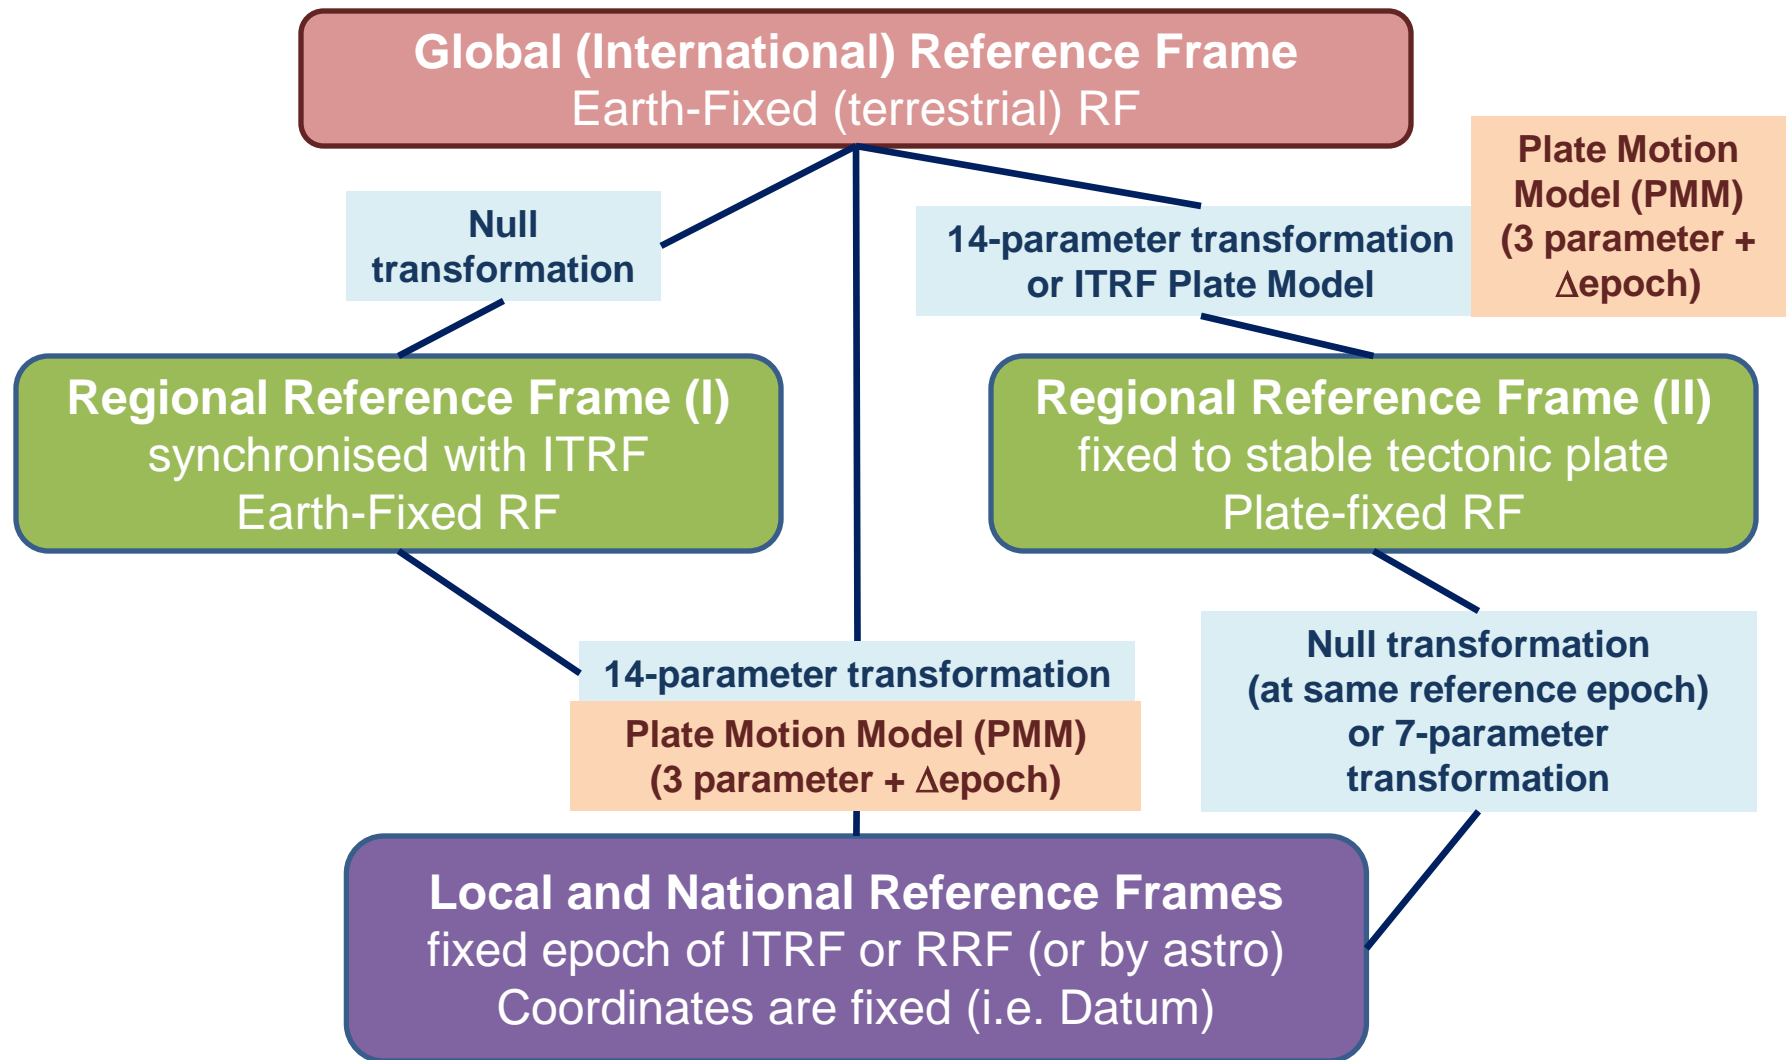 Global (International) Reference Frame
Earth-Fixed (terrestrial) RF
Plate Motion
Model (PMM)
(3 parameter +
Δepoch)
Null
transformation
14-parameter transformation
or ITRF Plate Model
Regional Reference Frame (I)
synchronised with ITRF
Earth-Fixed RF
Regional Reference Frame (II)
fixed to stable tectonic plate
Plate-fixed RF
14-parameter transformation
Plate Motion Model (PMM)
(3 parameter + Δepoch)
Null transformation
(at same reference epoch)
or 7-parameter
transformation
Local and National Reference Frames
fixed epoch of ITRF or RRF (or by astro)
Coordinates are fixed (i.e. Datum)